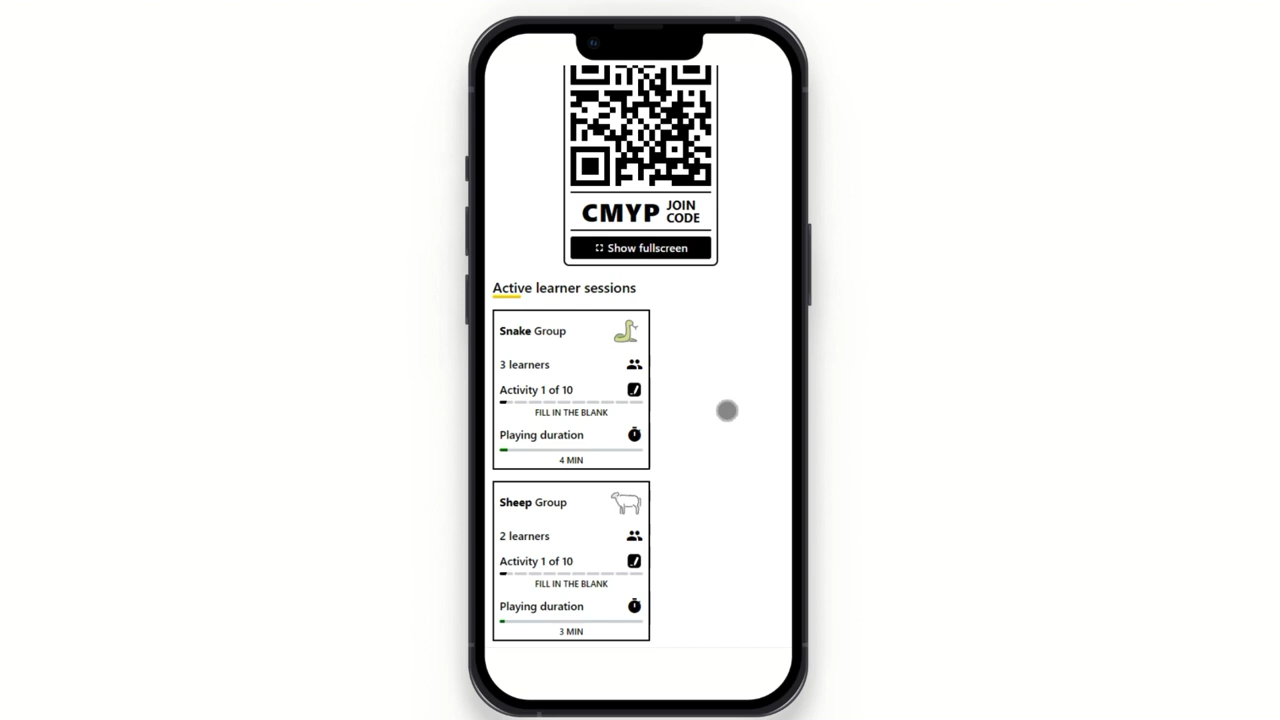 CMYP JOIN CODE
Show fullscreen
Active learner sessions
Snake Group
3 learners
Activity 1 of 10
FILL IN THE BLANK
Playing duration
4 MIN
Sheep Group
2 learners
Activity 1 of 10
FILL IN THE BLANK
Playing duration
3 MIN